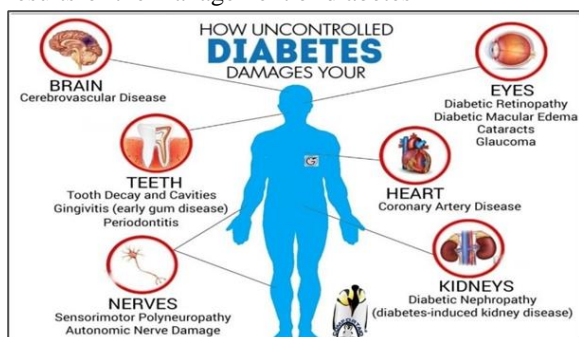 HOW UNCONTROLLED
DIABETES
DAMAGES YOUR
BRAIN
Cerebrovascular Disease
EYES
Diabetic Retinopathy
Diabetic Macular Edema
Cataracts
Glaucoma
TEETH
Tooth Decay and Cavities
Gingivitis (early gum disease)
Periodontitis
HEART
Coronary Artery Disease
NERVES
Sensorimotor Polyneuropathy
Autonomic Nerve Damage
KIDNEYS
Diabetic Nephropathy
(diabetes-induced kidney disease)